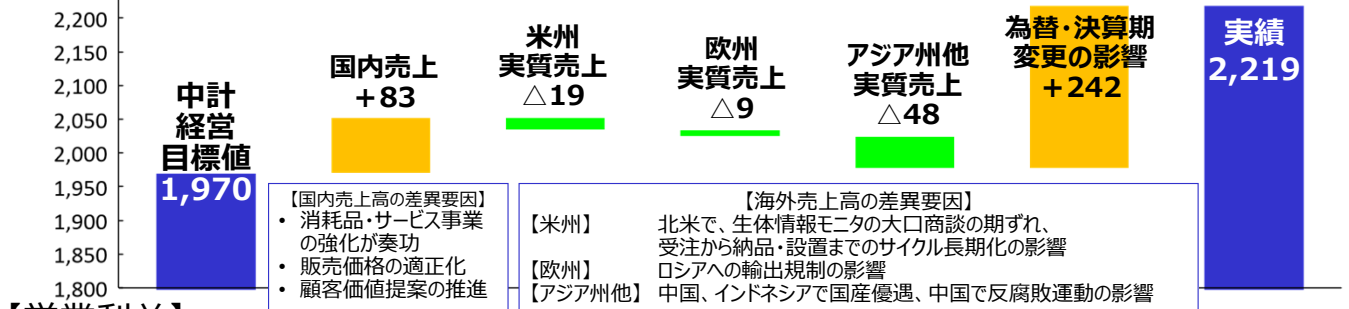 2,200
2,150
2,100
2,050
2,000
1,950
1,900
1,850
1,800
中計
経営
目標値
1,970
国内売上
+83
米州
実質売上
△19
欧州
実質売上
△9
アジア州他
実質売上
△48
為替・決算期
変更の影響
+242
実績
2,219
【国内売上高の差異要因】
• 消耗品・サービス事業
の強化が奏功
• 販売価格の適正化
• 顧客価値提案の推進
【海外売上高の差異要因】
【米州】 北米で、生体情報モニタの大口商談の期ずれ、
受注から納品・設置までのサイクル長期化の影響
【欧州】 ロシアへの輸出規制の影響
【アジア州他】 中国、インドネシアで国産優遇、中国で反腐敗運動の影響